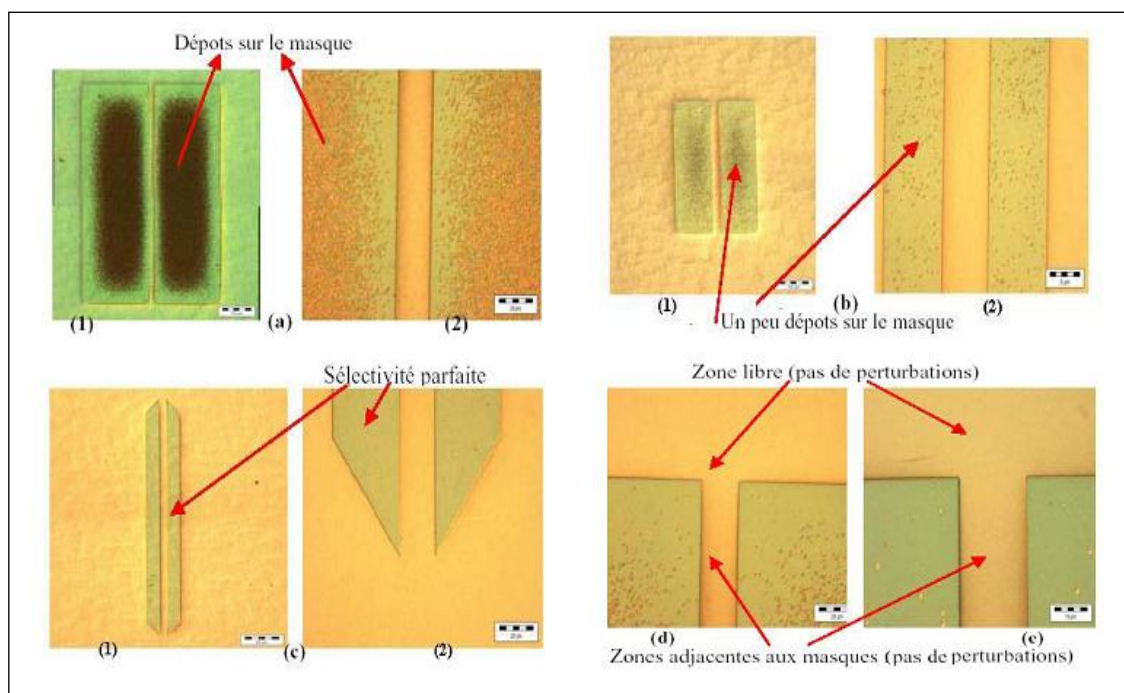 Dépots sur le masque
(1)
(a)
(2)
(1)
(b)
(2)
Un peu dépots sur le masque
Sélectivité parfaite
(1)
(c)
(2)
Zone libre (pas de perturbations)
(d)
(e)
Zones adjacentes aux masques (pas de perturbations)